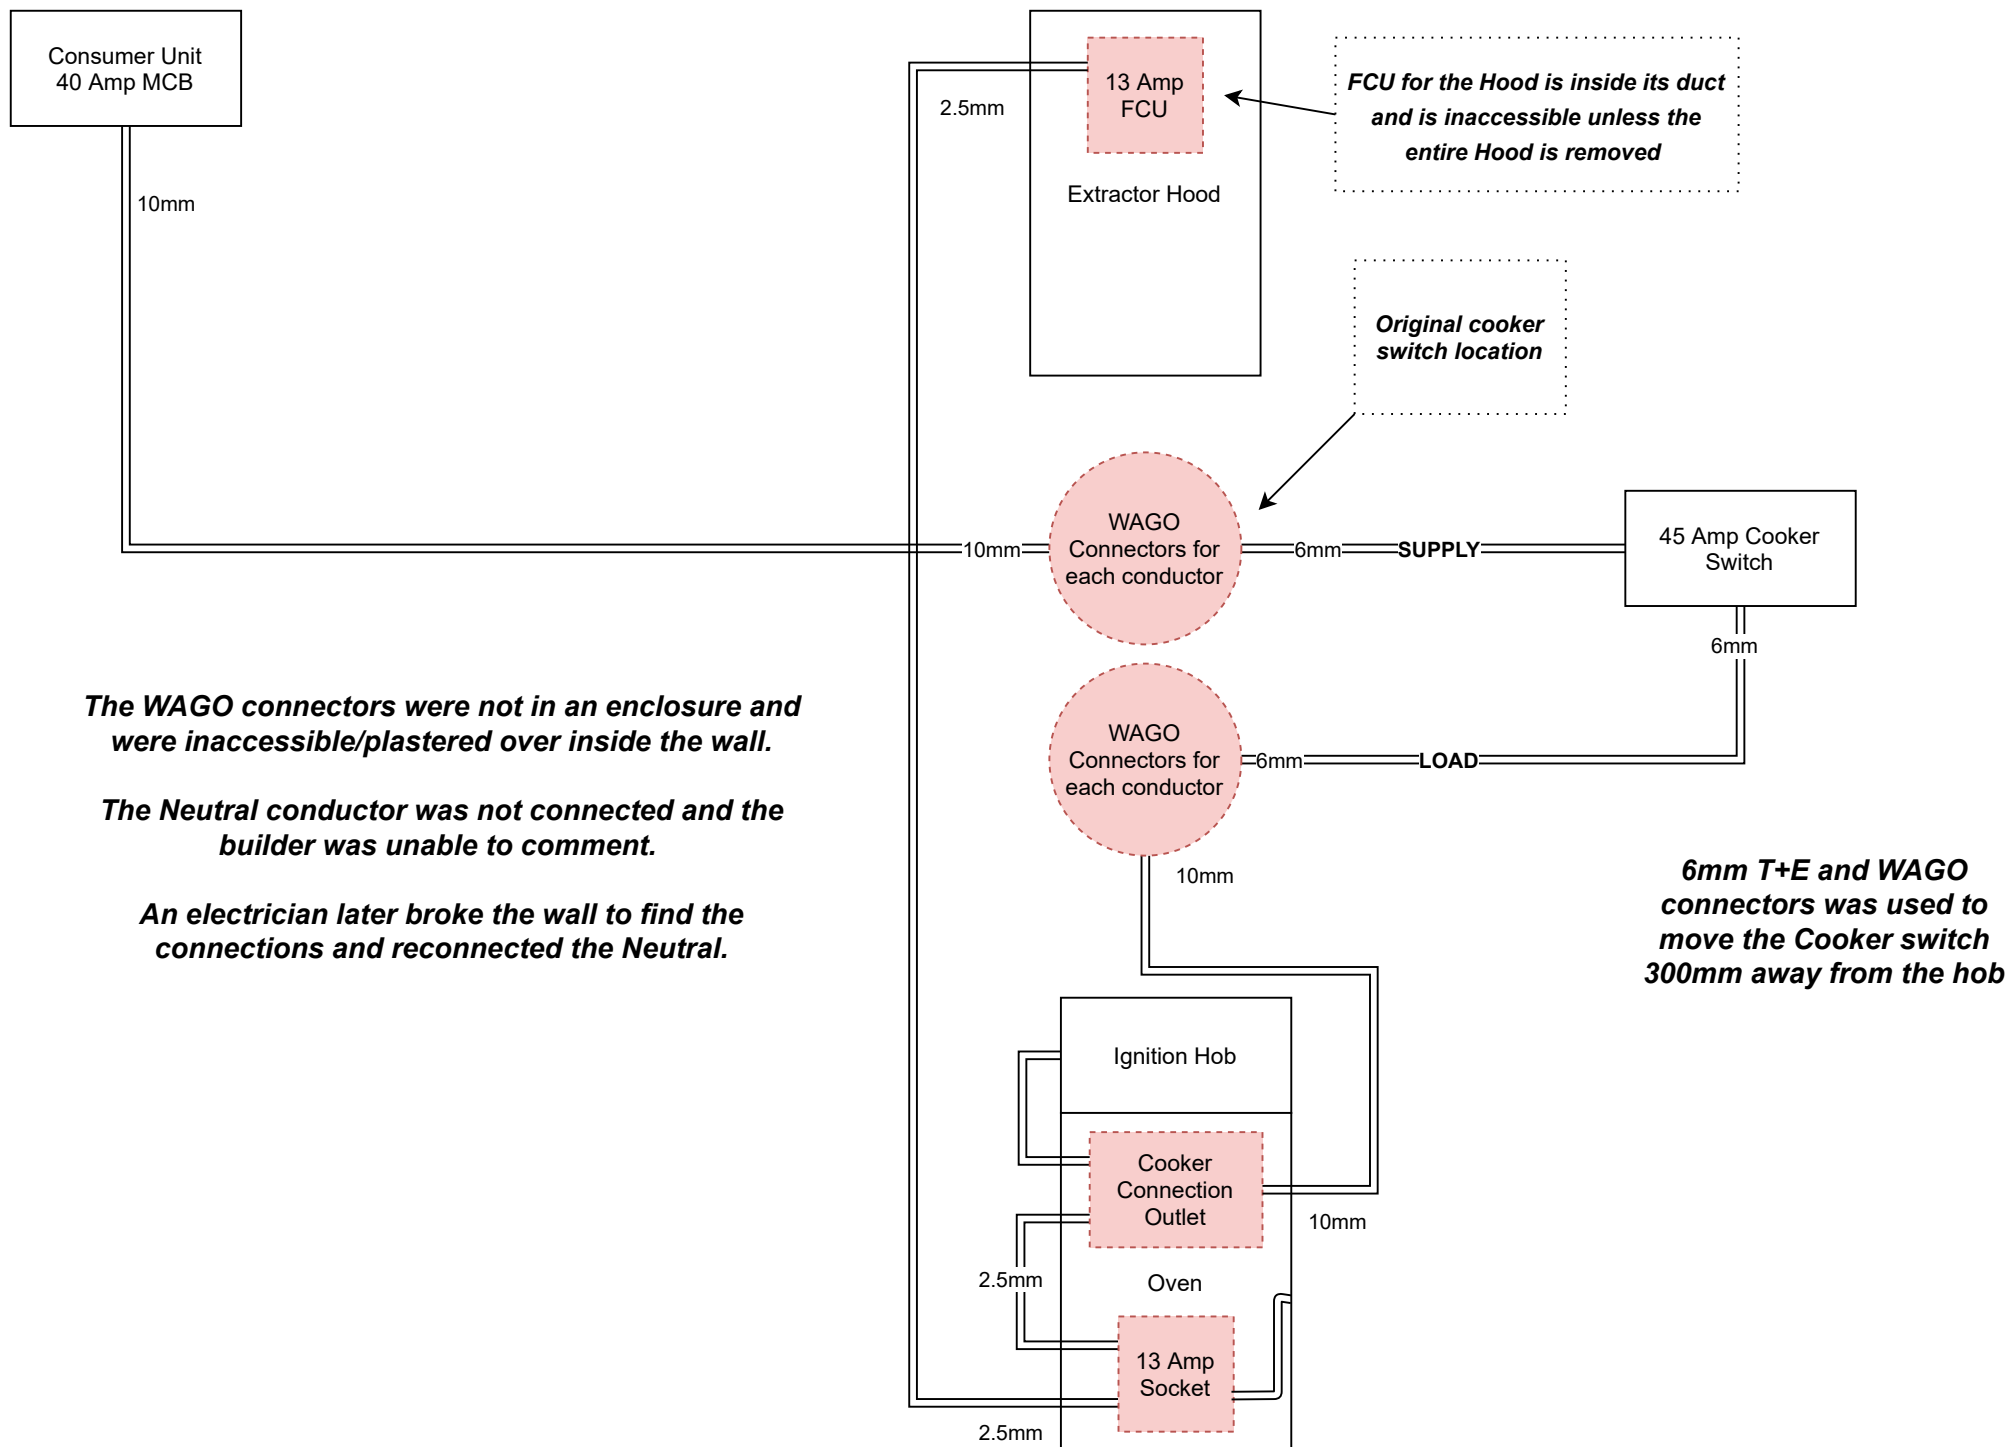 Consumer Unit
40 Amp MCB
10mm
13 Amp
FCU
2.5mm
Extractor Hood
FCU for the Hood is inside its duct
and is inaccessible unless the
entire Hood is removed
Original cooker
switch location
10mm
WAGO
Connectors for
each conductor
6mm
SUPPLY
45 Amp Cooker
Switch
6mm
WAGO
Connectors for
each conductor
6mm
LOAD
10mm
The WAGO connectors were not in an enclosure and
were inaccessible/plastered over inside the wall.
The Neutral conductor was not connected and the
builder was unable to comment.
An electrician later broke the wall to find the
connections and reconnected the Neutral.
6mm T+E and WAGO
connectors was used to
move the Cooker switch
300mm away from the hob
Ignition Hob
Cooker
Connection
Outlet
10mm
2.5mm
Oven
13 Amp
Socket
2.5mm